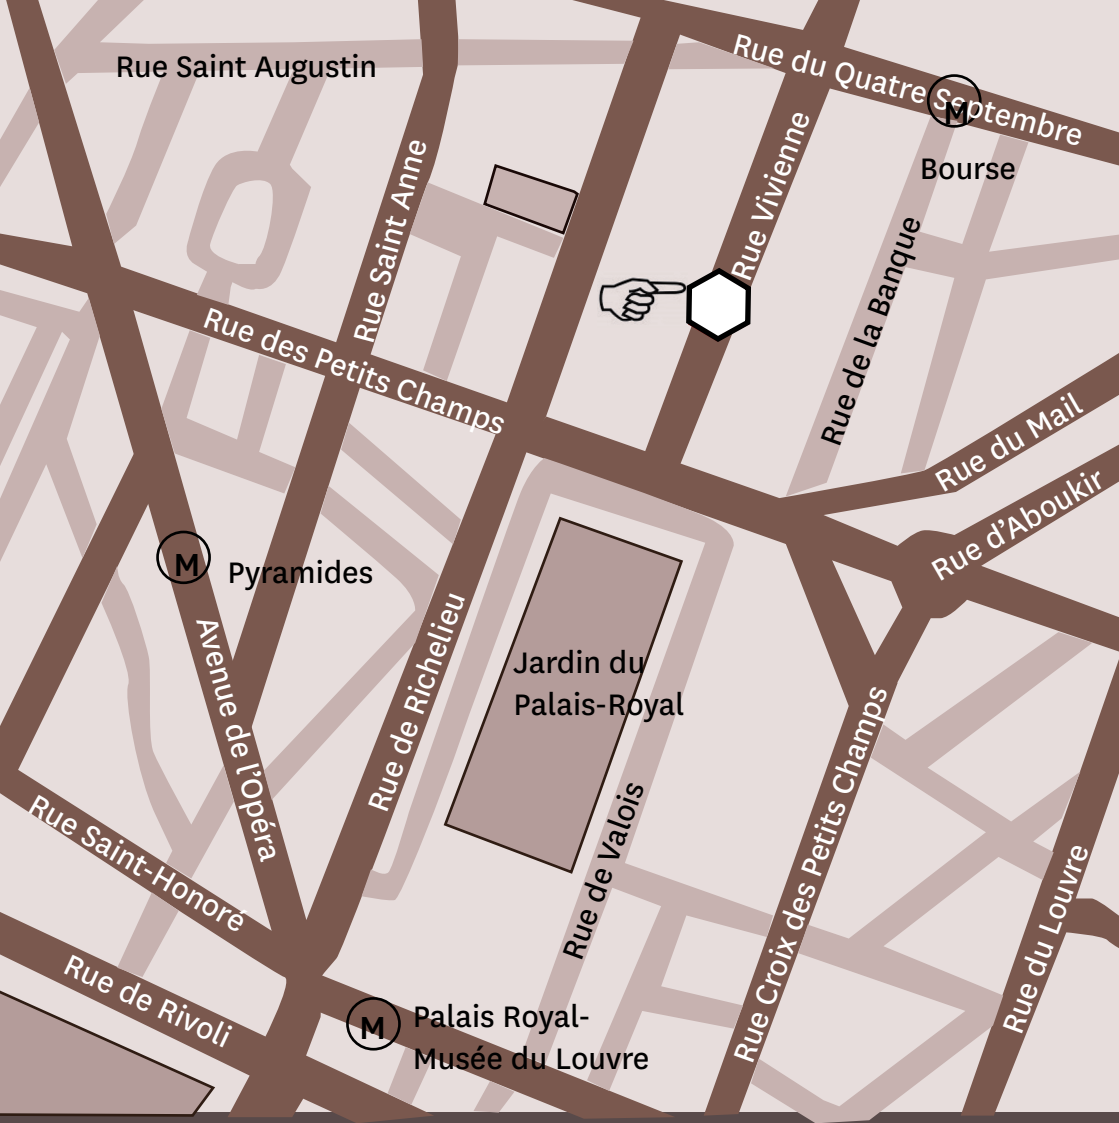 Rue du Quatre Septembre
Rue Saint Augustin
M
Bourse
Rue Vivienne
Rue Saint Anne
Rue de la Banque
Rue des Petits Champs
Rue du Mail
Rue d'Aboukir
M
Pyramides
Avenue de l'Opéra
Rue de Richelieu
Jardin du
Palais-Royal
Rue de Valois
Rue Croix des Petits Champs
Rue du Louvre
Rue Saint-Honoré
Rue de Rivoli
M
Palais Royal-
Musée du Louvre